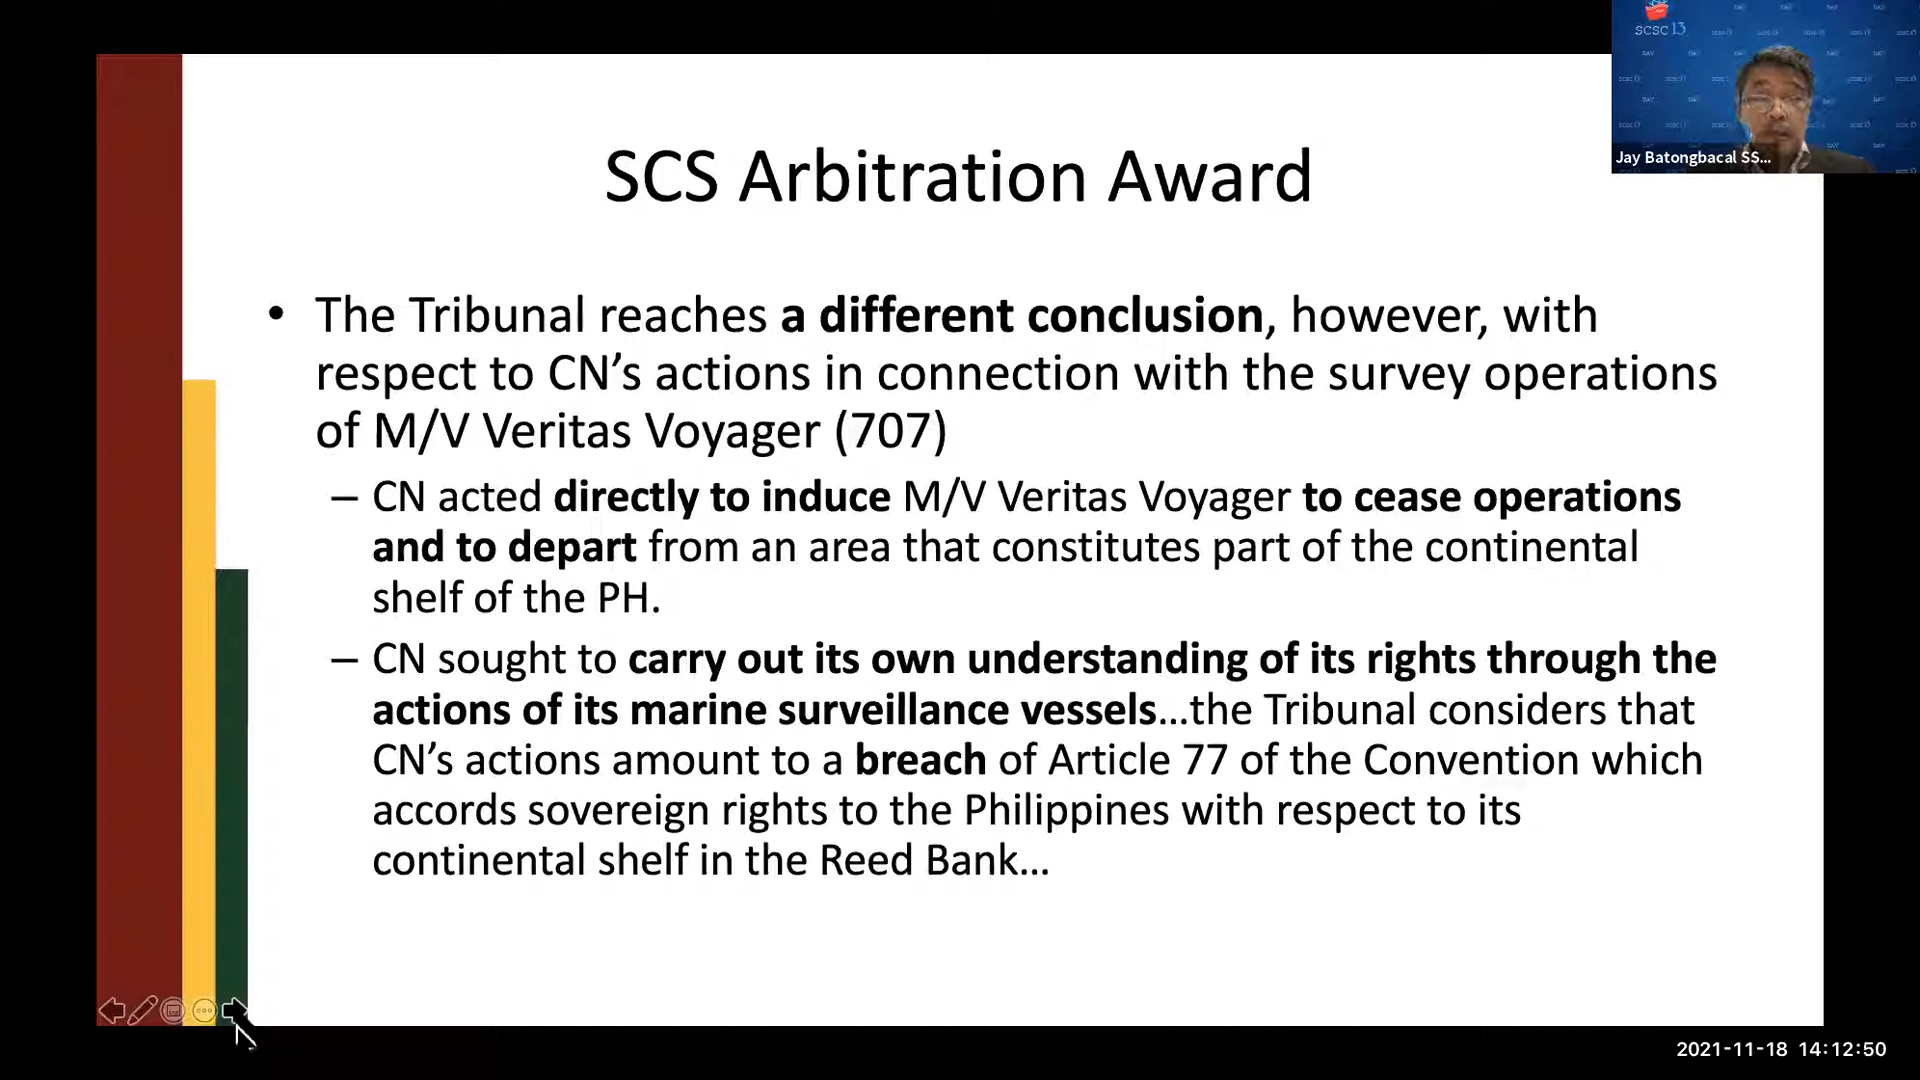 scsc 13
Jay Batongbacal SS...
SCS Arbitration Award
• The Tribunal reaches a different conclusion, however, with
respect to CN’s actions in connection with the survey operations
of M/V Veritas Voyager (707)
– CN acted directly to induce M/V Veritas Voyager to cease operations
and to depart from an area that constitutes part of the continental
shelf of the PH.
– CN sought to carry out its own understanding of its rights through the
actions of its marine surveillance vessels…the Tribunal considers that
CN’s actions amount to a breach of Article 77 of the Convention which
accords sovereign rights to the Philippines with respect to its
continental shelf in the Reed Bank…
2021-11-18 14:12:50